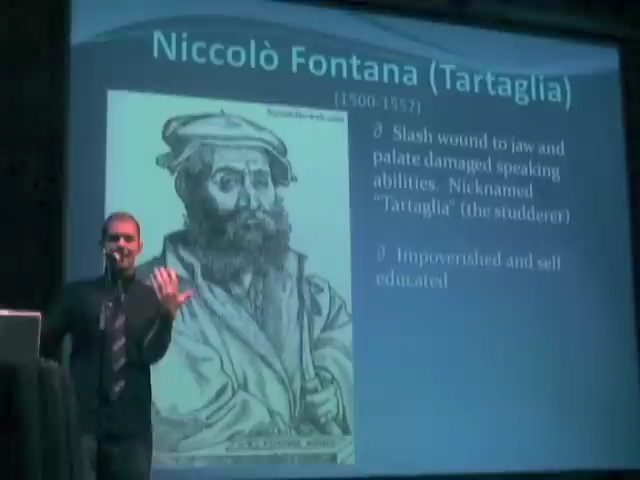 Niccolò Fontana (Tartaglia)
(1500-1557)
∂ Slash wound to jaw and
palate damaged speaking
abilities. Nicknamed
"Tartaglia" (the studderer)
∂ Impoverished and self
educated